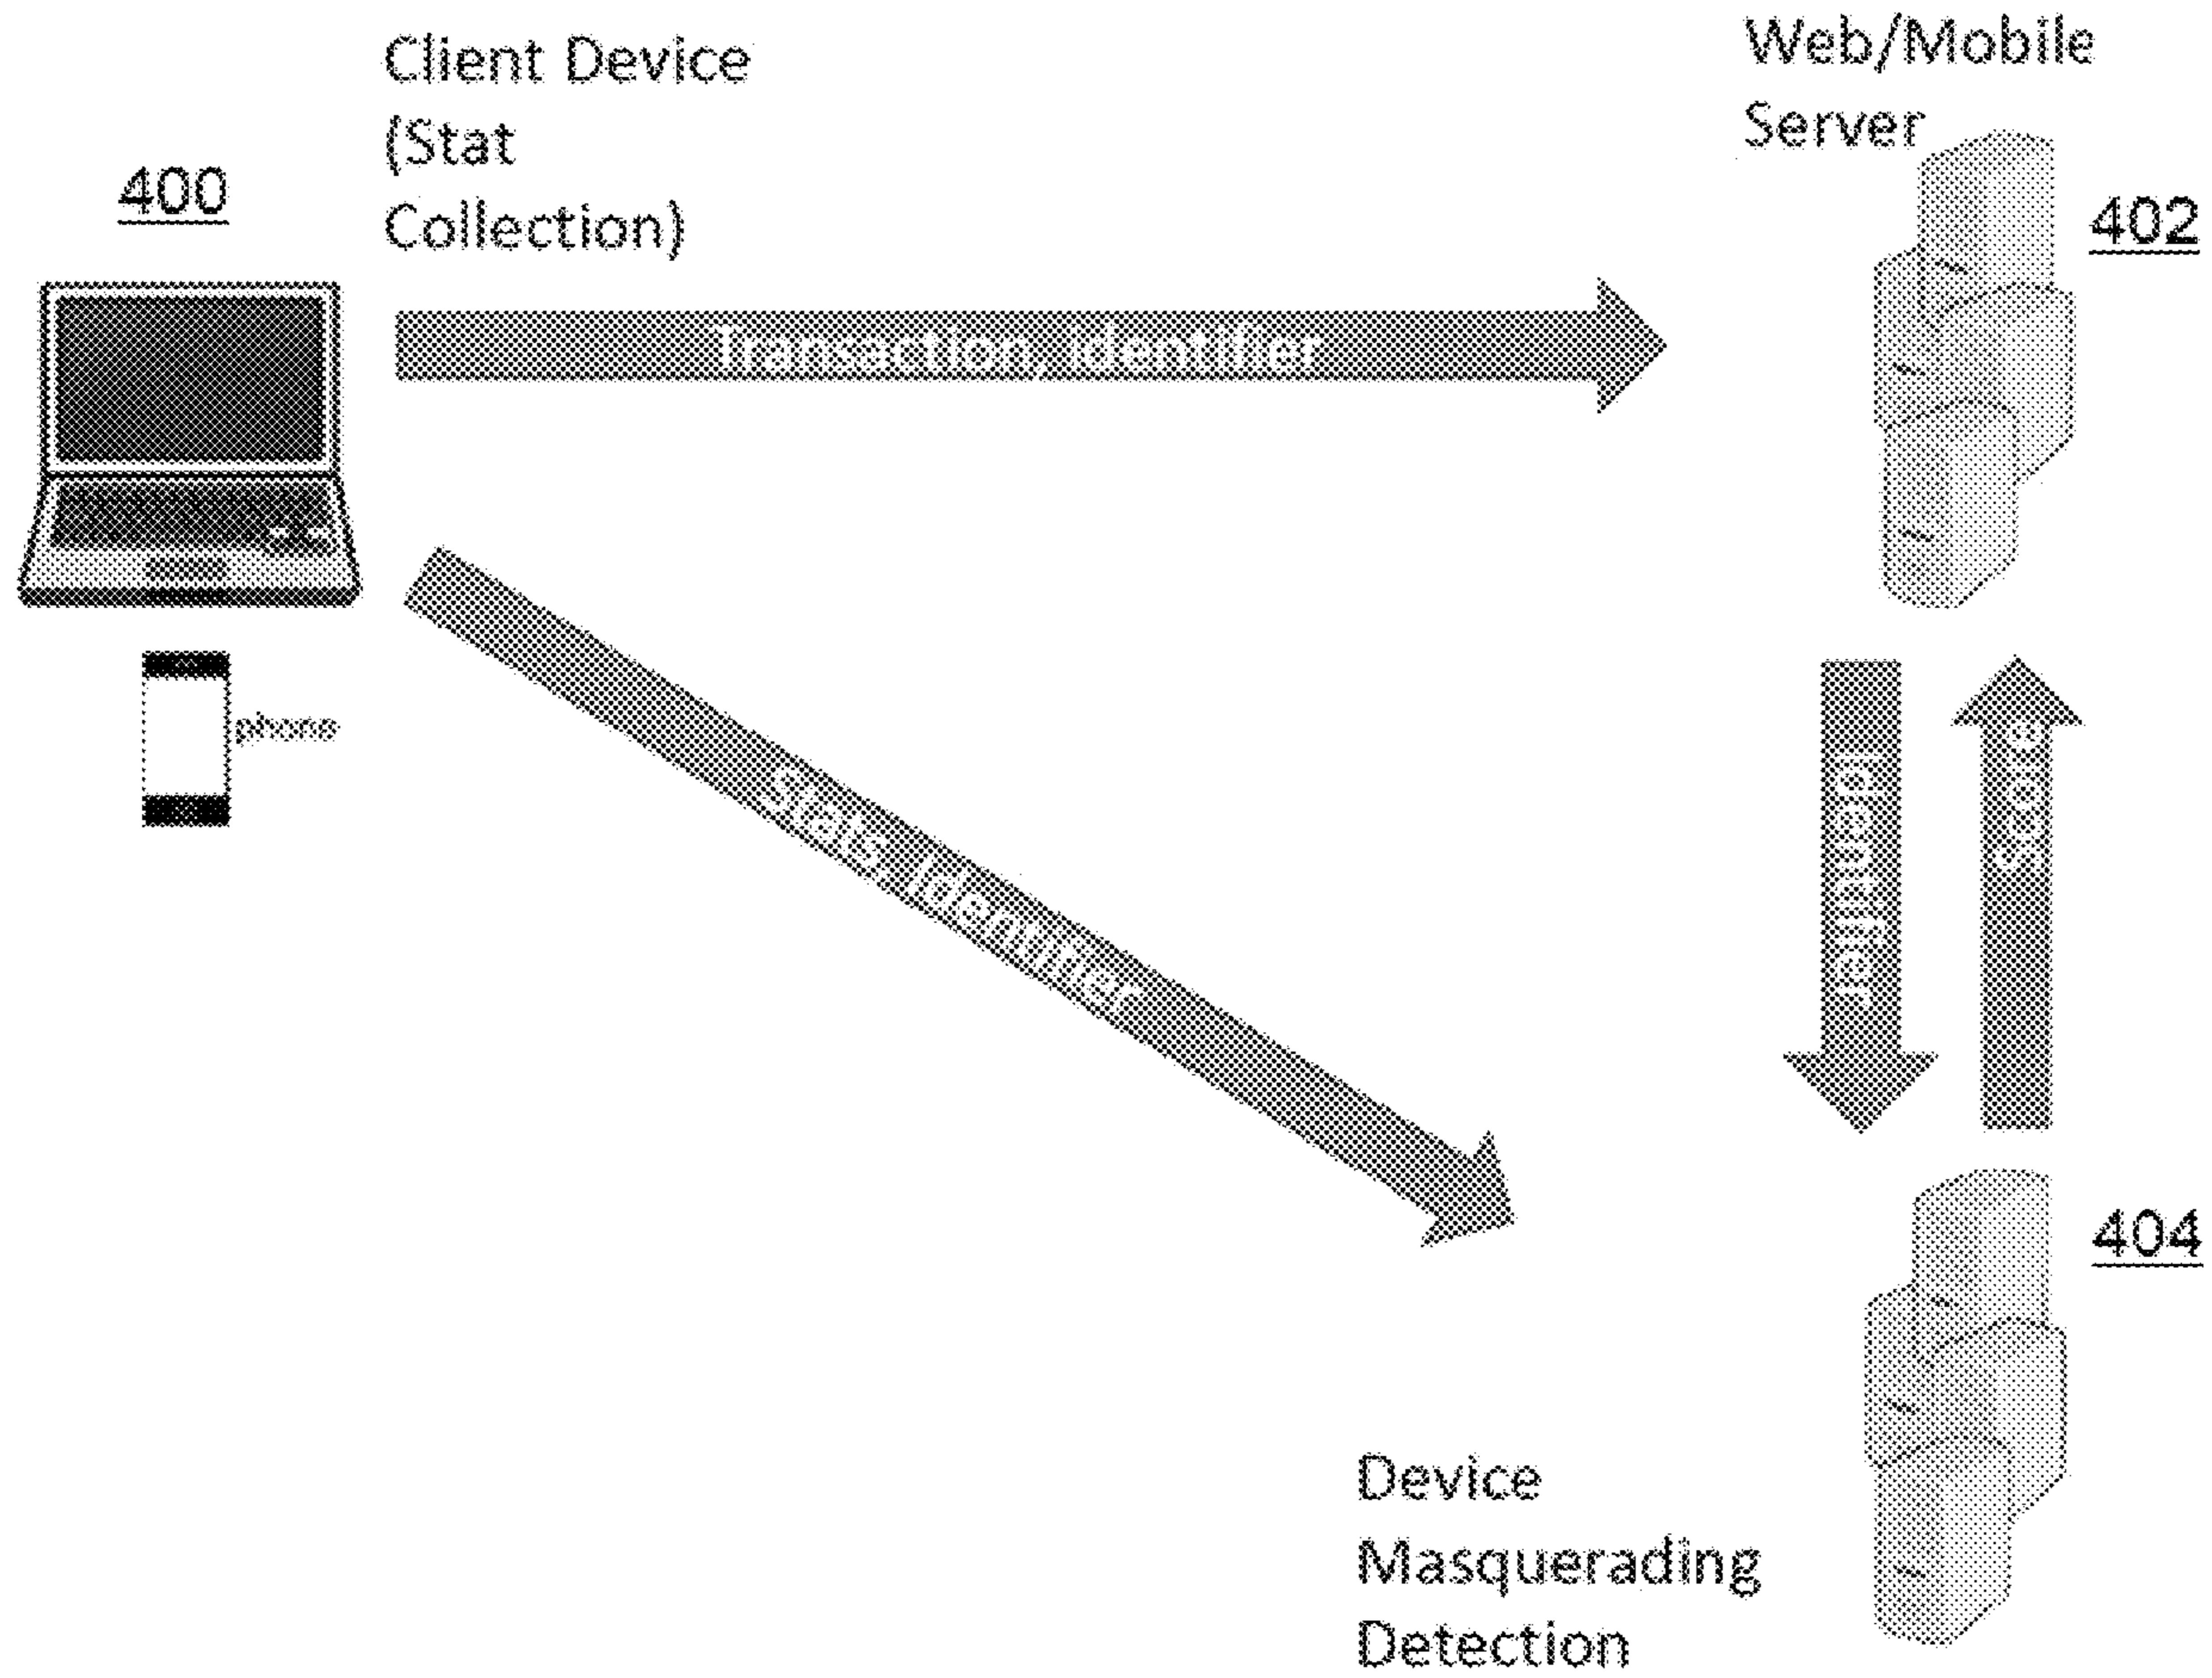 Client Device
(Stat
Collection)
400
Web/Mobile
Server
402
Transaction, identifier
phone
Stats, Identifier
Identifier
Score
404
Device
Masquerading
Detection